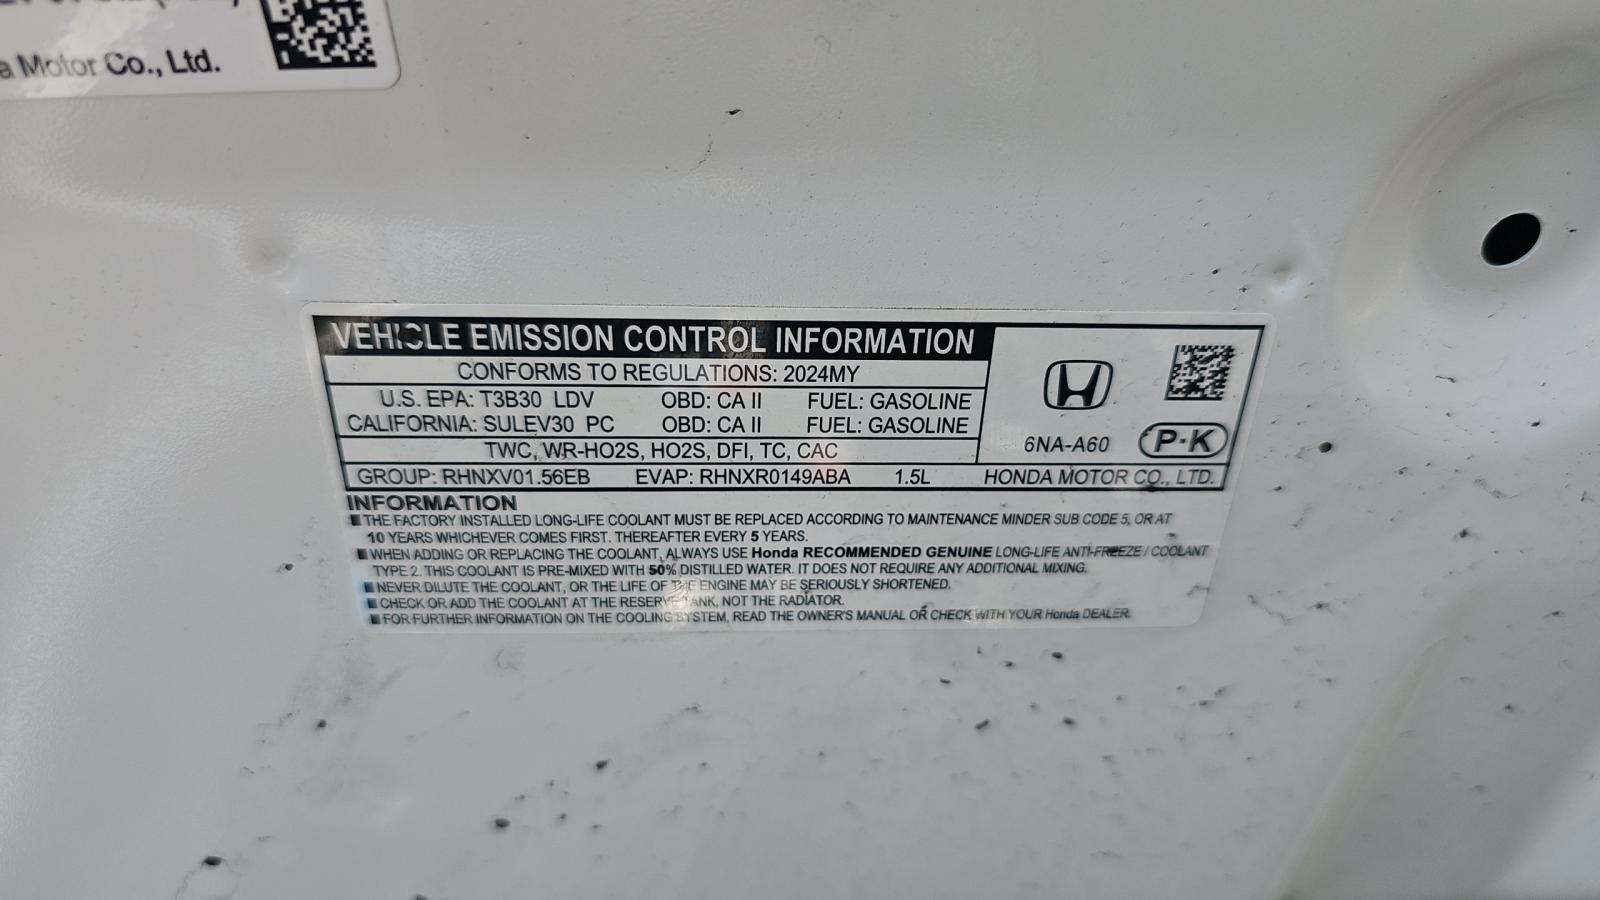 Motor Co., Ltd.
VEHICLE EMISSION CONTROL INFORMATION
CONFORMS TO REGULATIONS: 2024MY
U.S. EPA: T3B30 LDV OBD: CA II FUEL: GASOLINE
CALIFORNIA: SULEV30 PC OBD: CA II FUEL: GASOLINE
TWC, WR-HO2S, HO2S, DFI, TC, CAC
6NA-A60 P-K
GROUP: RHNXV01.56EB EVAP: RHNXR0149ABA 1.5L HONDA MOTOR CO., LTD.
INFORMATION
■ THE FACTORY INSTALLED LONG-LIFE COOLANT MUST BE REPLACED ACCORDING TO MAINTENANCE MINDER SUB CODE 5, OR AT
10 YEARS WHICHEVER COMES FIRST. THEREAFTER EVERY 5 YEARS.
■ WHEN ADDING OR REPLACING THE COOLANT, ALWAYS USE Honda RECOMMENDED GENUINE LONG-LIFE ANTI-FREEZE / COOLANT
TYPE 2. THIS COOLANT IS PRE-MIXED WITH 50% DISTILLED WATER. IT DOES NOT REQUIRE ANY ADDITIONAL MIXING.
■ NEVER DILUTE THE COOLANT, OR THE LIFE OF THE ENGINE MAY BE SERIOUSLY SHORTENED.
■ CHECK OR ADD THE COOLANT AT THE RESERVE TANK, NOT THE RADIATOR.
■ FOR FURTHER INFORMATION ON THE COOLING SYSTEM, READ THE OWNER'S MANUAL OR CHECK WITH YOUR Honda DEALER.